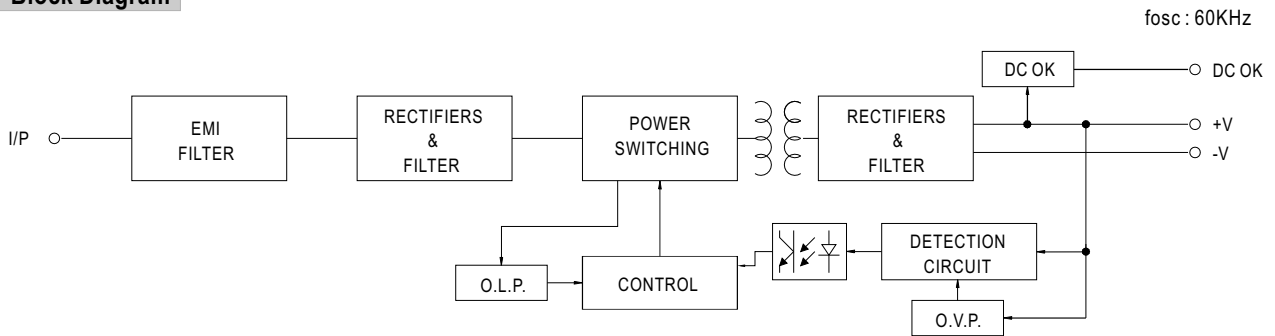 Block Diagram
fosc : 60KHz
DC OK
DC OK
I/P
EMI
FILTER
RECTIFIERS
&
FILTER
POWER
SWITCHING
RECTIFIERS
&
FILTER
+V
-V
O.L.P.
CONTROL
DETECTION
CIRCUIT
O.V.P.